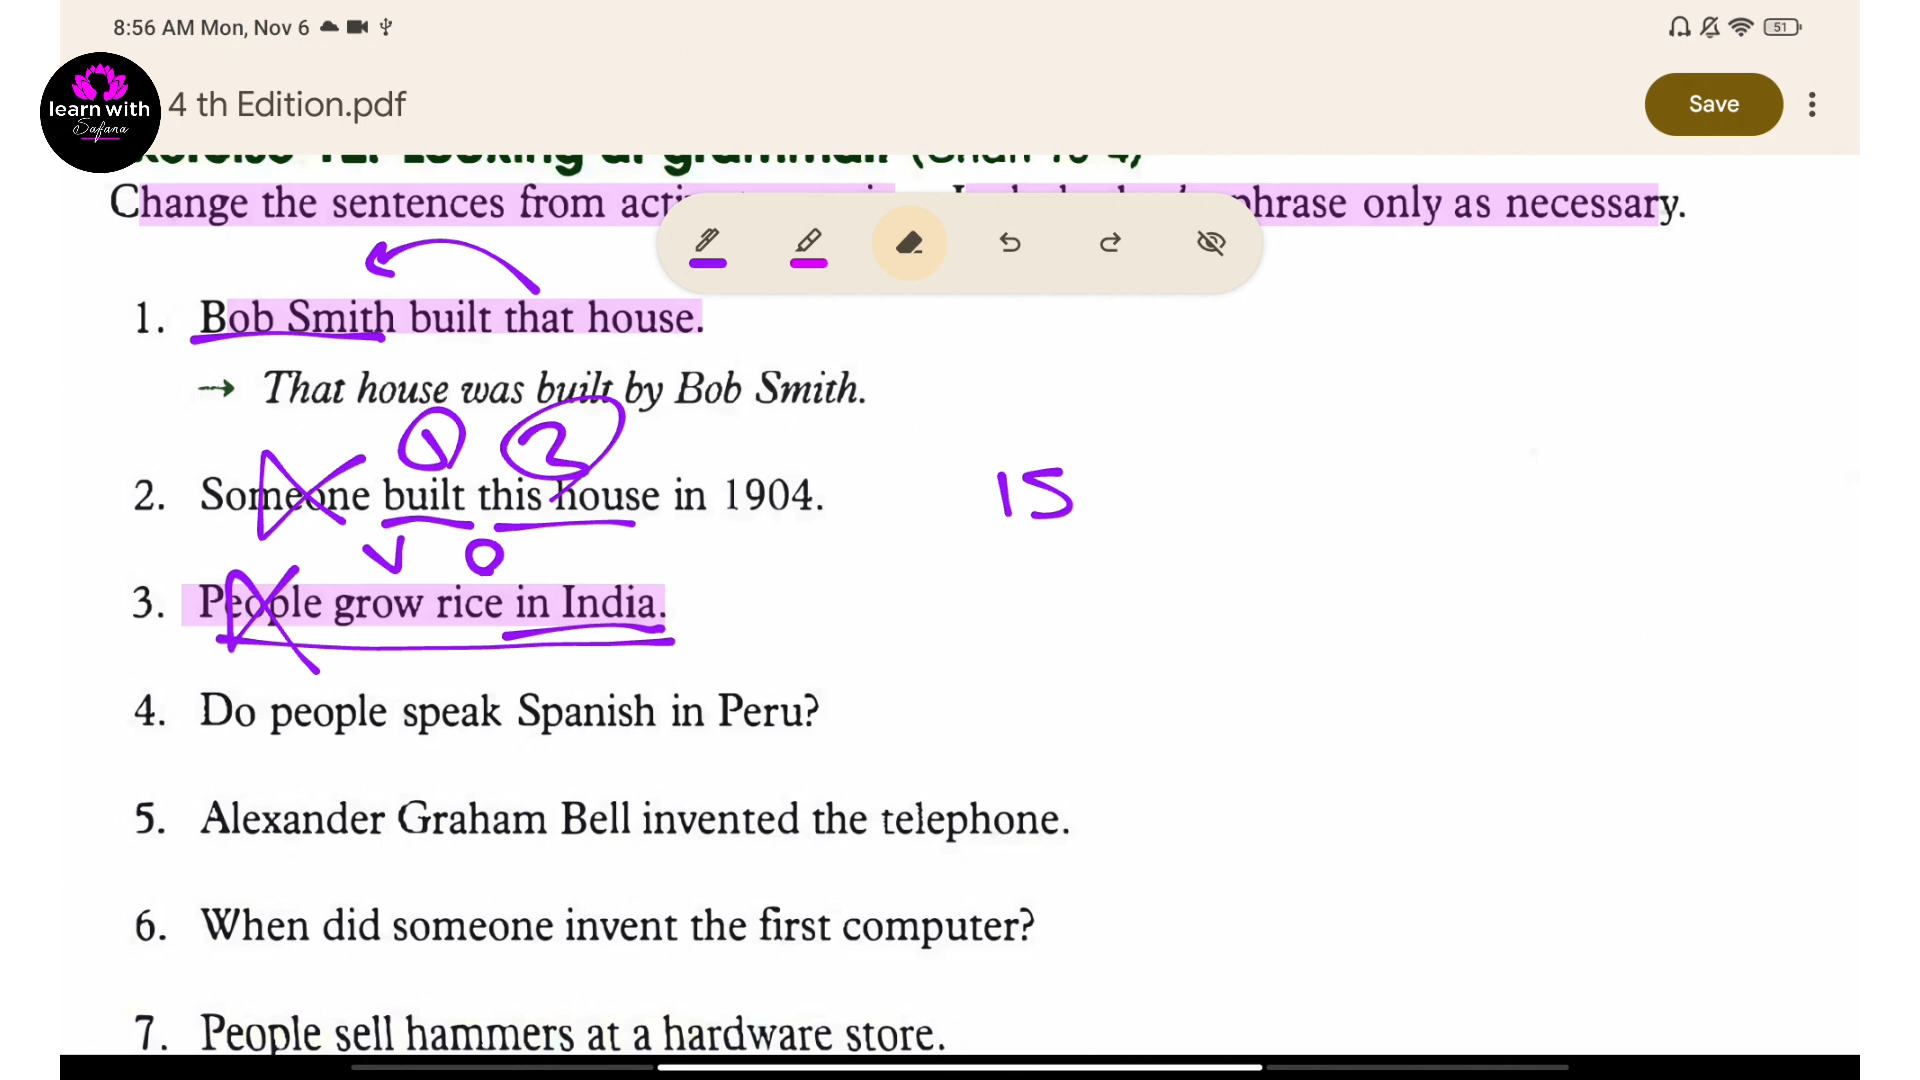 8:56 AM Mon, Nov 6
51
learn with
Safana
4 th Edition.pdf
Save
Change the sentences from phrase only as necessary.
1. Bob Smith built that house.
→ That house was built by Bob Smith.
1 2
2. Someone built this house in 1904.
IS
V O
3. People grow rice in India.
4. Do people speak Spanish in Peru?
5. Alexander Graham Bell invented the telephone.
6. When did someone invent the first computer?
7. People sell hammers at a hardware store.